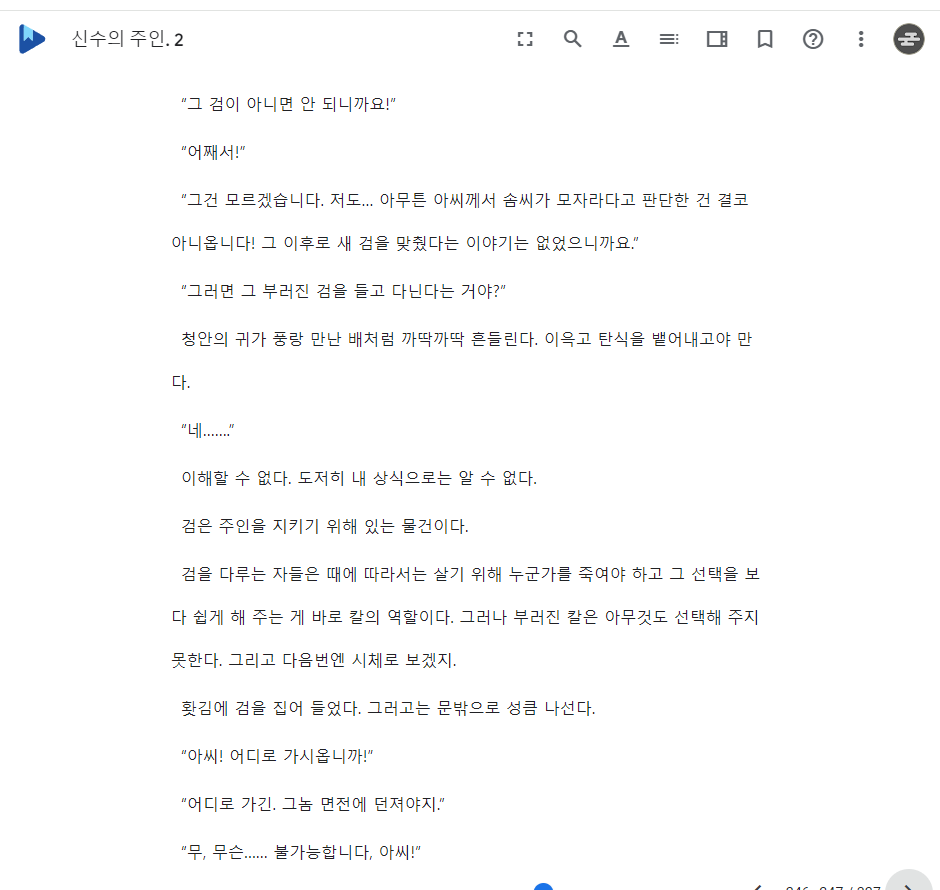 신수의 주인. 2
“그 검이 아니면 안 되니까요!”
“어째서!”
“그건 모르겠습니다. 저도... 아무튼 아씨께서 솜씨가 모자라다고 판단한 건 결코
아니옵니다! 그 이후로 새 검을 맞췄다는 이야기는 없었으니까요.”
“그러면 그 부러진 검을 들고 다닌다는 거야?”
청안의 귀가 풍랑 만난 배처럼 까딱까딱 흔들린다. 이윽고 탄식을 뱉어내고야 만
다.
“네.......”
이해할 수 없다. 도저히 내 상식으로는 알 수 없다.
검은 주인을 지키기 위해 있는 물건이다.
검을 다루는 자들은 때에 따라서는 살기 위해 누군가를 죽여야 하고 그 선택을 보
다 쉽게 해 주는 게 바로 칼의 역할이다. 그러나 부러진 칼은 아무것도 선택해 주지
못한다. 그리고 다음번엔 시체로 보겠지.
홧김에 검을 집어 들었다. 그러고는 문밖으로 성큼 나선다.
“아씨! 어디로 가시옵니까!”
“어디로 가긴. 그놈 면전에 던져야지.”
“무, 무슨...... 불가능합니다, 아씨!”